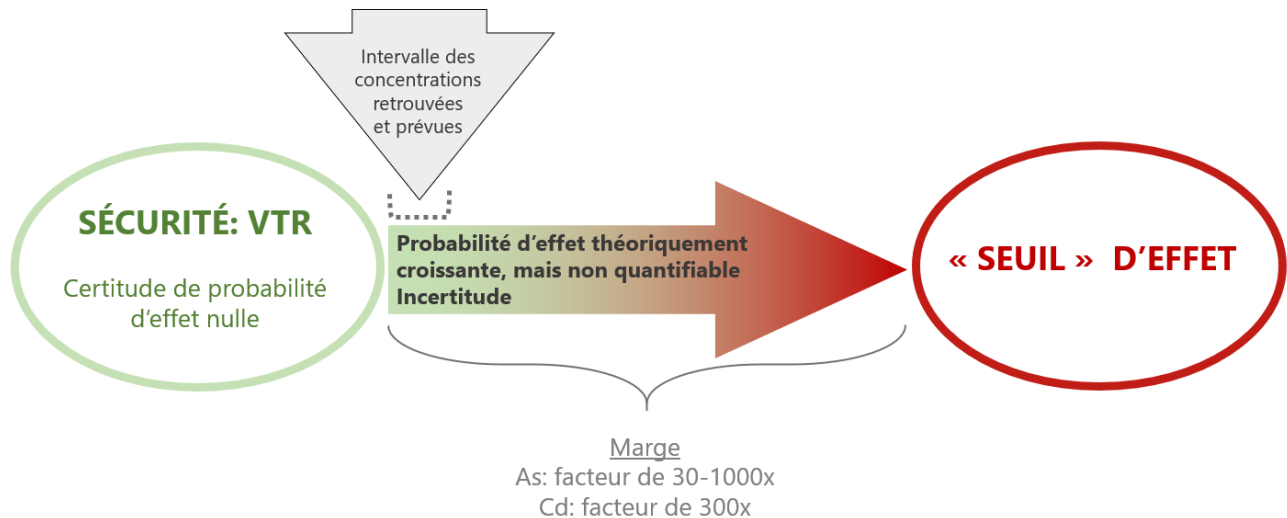 Intervalle des
concentrations
retrouvées
et prévues
SÉCURITÉ: VTR
Certitude de probabilité
d'effet nulle
Probabilité d'effet théoriquement
croissante, mais non quantifiable
Incertitude
« SEUIL » D'EFFET
Marge
As: facteur de 30-1000x
Cd: facteur de 300x